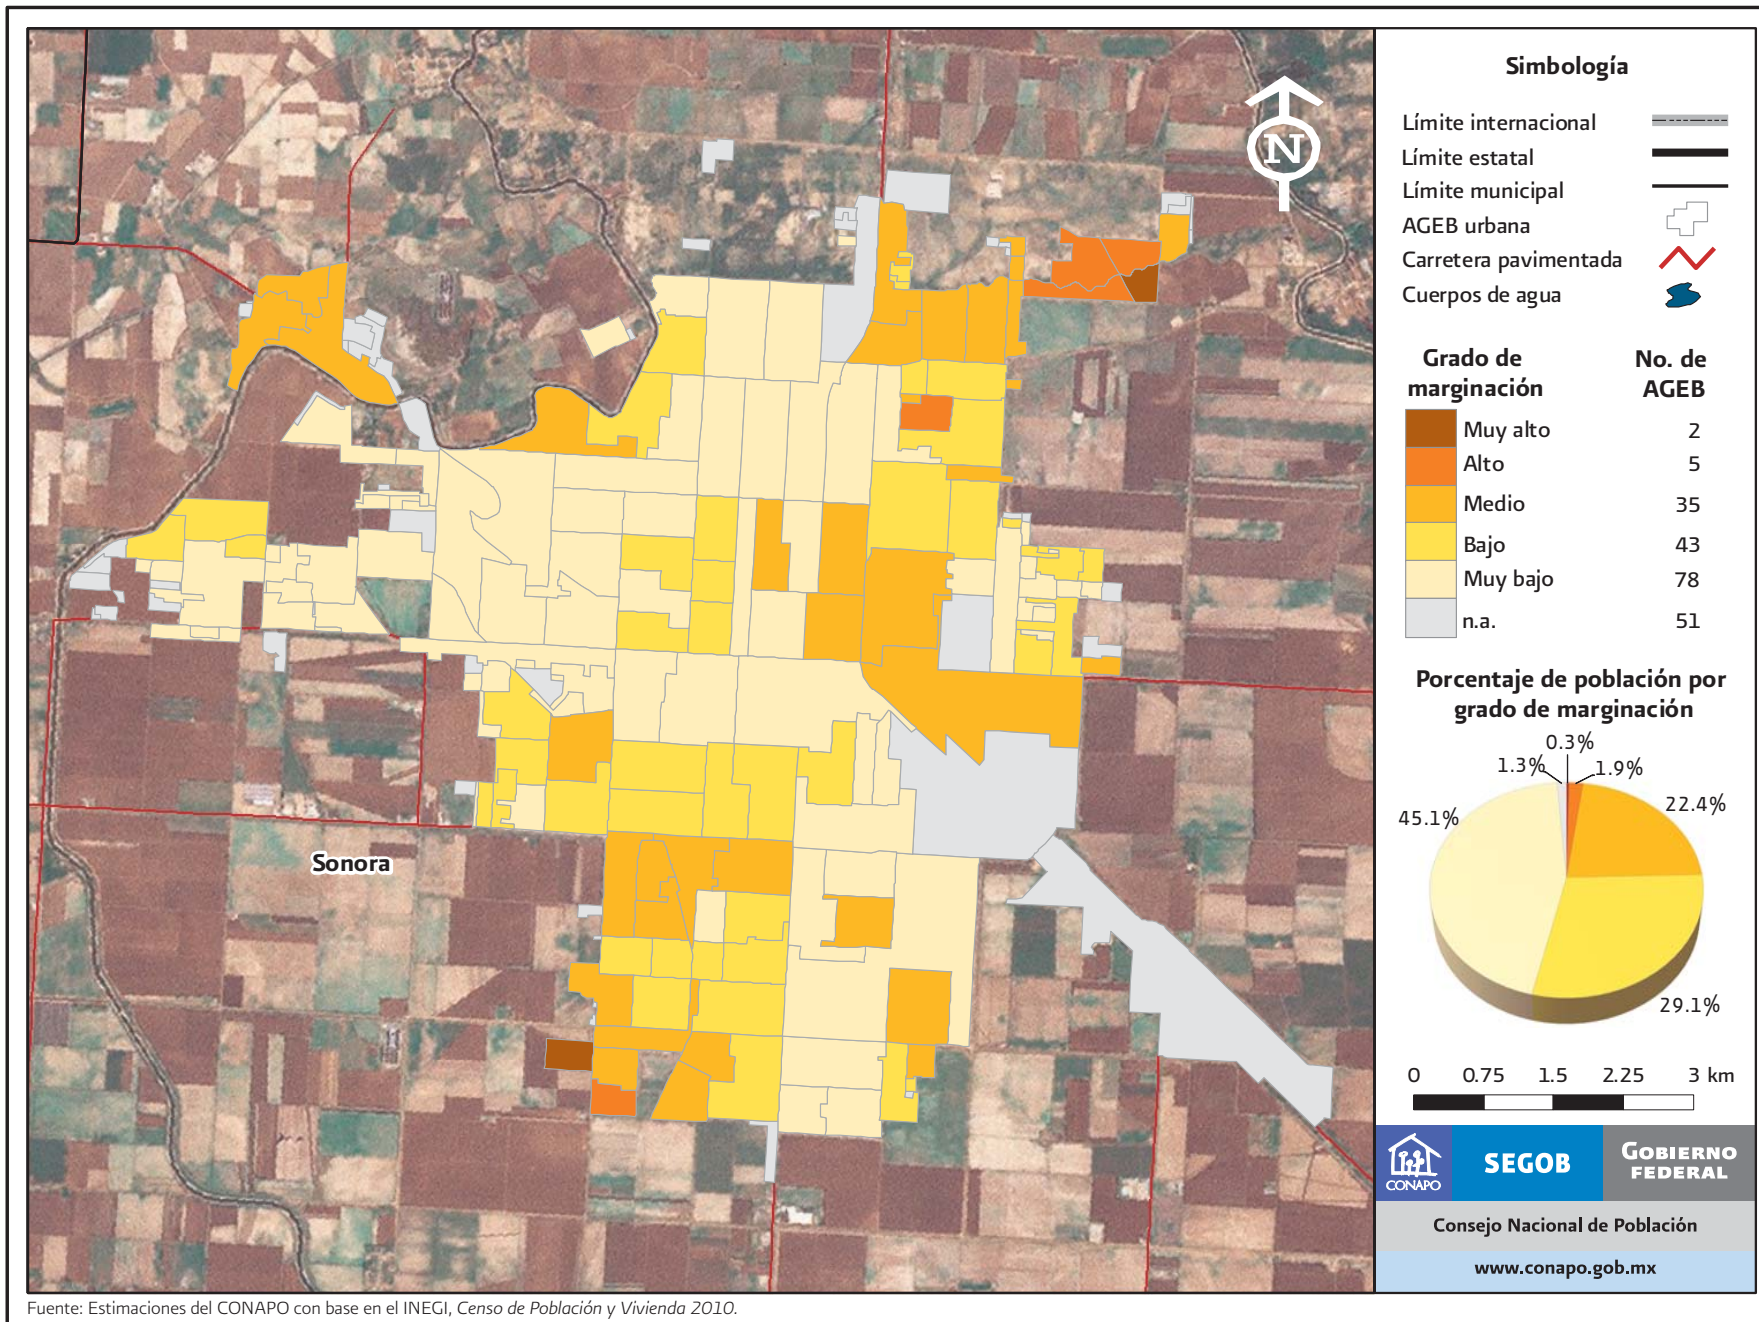 N
Sonora
Simbología
Límite internacional
Límite estatal
Límite municipal
AGEB urbana
Carretera pavimentada
Cuerpos de agua
Grado de marginación
No. de AGEB
Muy alto 2
Alto 5
Medio 35
Bajo 43
Muy bajo 78
n.a. 51
Porcentaje de población por
grado de marginación
0.3%
1.3%
1.9%
45.1%
22.4%
29.1%
0 0.75 1.5 2.25 3 km
CONAPO
SEGOB
GOBIERNO
FEDERAL
Consejo Nacional de Población
www.conapo.gob.mx
Fuente: Estimaciones del CONAPO con base en el INEGI, Censo de Población y Vivienda 2010.